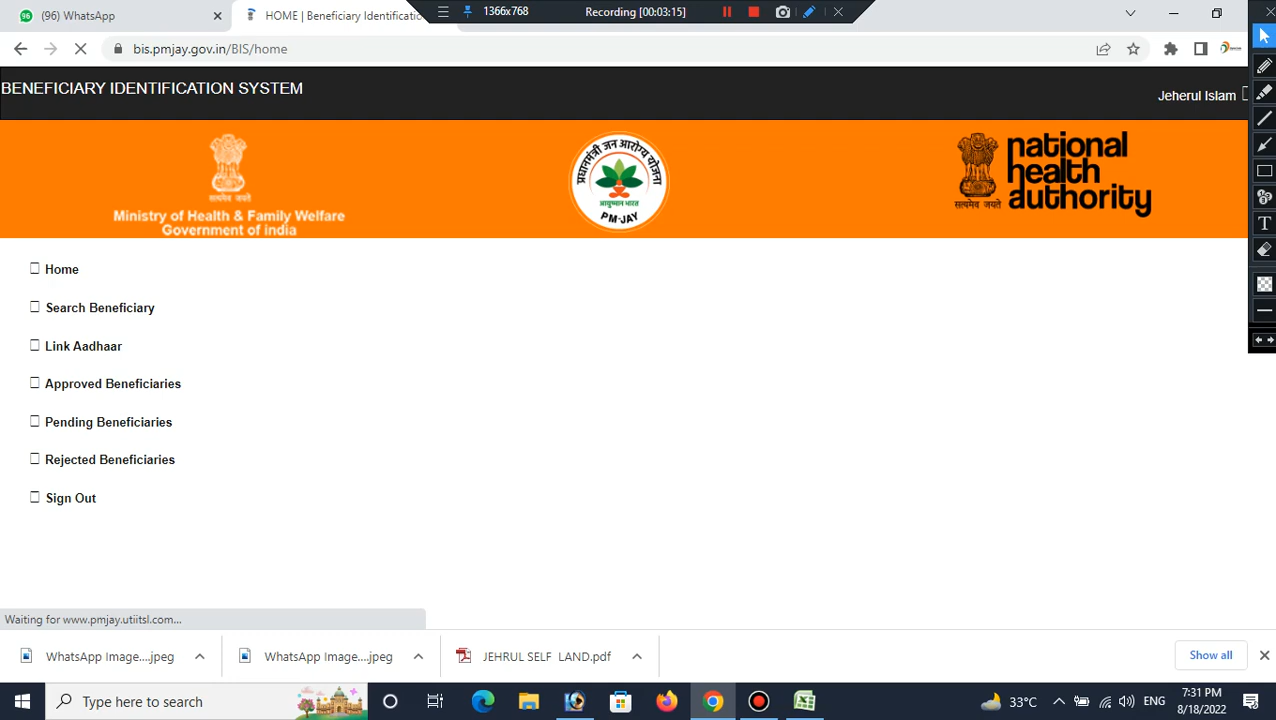 (96) WhatsApp
HOME | Beneficiary Identificatio
1366x768
Recording [00:03:15]
bis.pmjay.gov.in/BIS/home
BENEFICIARY IDENTIFICATION SYSTEM
Jeherul Islam
सत्यमेव जयते
Ministry of Health & Family Welfare
Government of India
प्रधानमंत्री जन आरोग्य योजना
आयुष्मान भारत
PM-JAY
सत्यमेव जयते
national
health
authority
Home
Search Beneficiary
Link Aadhaar
Approved Beneficiaries
Pending Beneficiaries
Rejected Beneficiaries
Sign Out
Waiting for www.pmjay.utiitsl.com...
WhatsApp Image....jpeg
WhatsApp Image....jpeg
JEHRUL SELF LAND.pdf
Show all
Type here to search
33°C
ENG
7:31 PM
8/18/2022